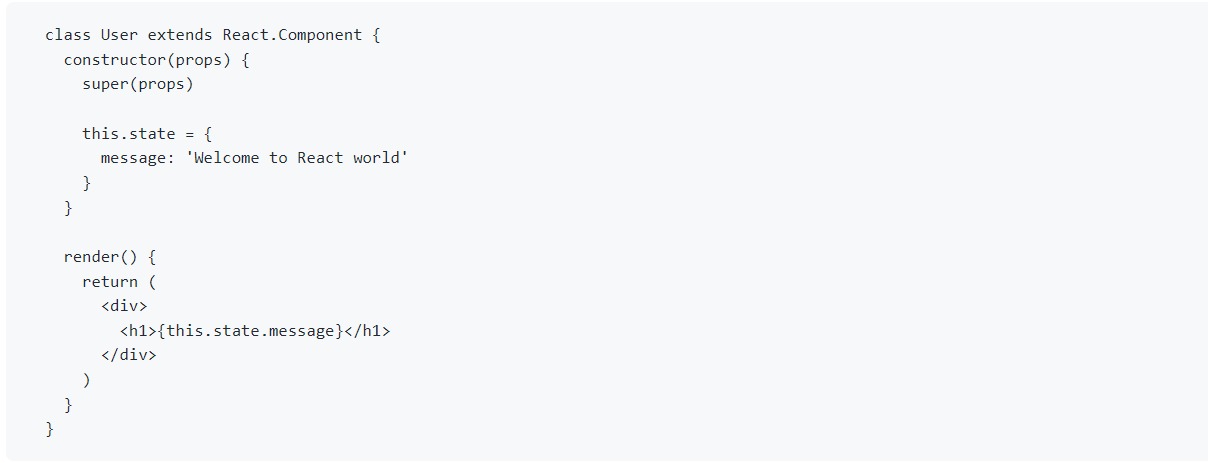 class User extends React.Component {
  constructor(props) {
    super(props)

    this.state = {
      message: 'Welcome to React world'
    }
  }

  render() {
    return (
      <div>
        <h1>{this.state.message}</h1>
      </div>
    )
  }
}